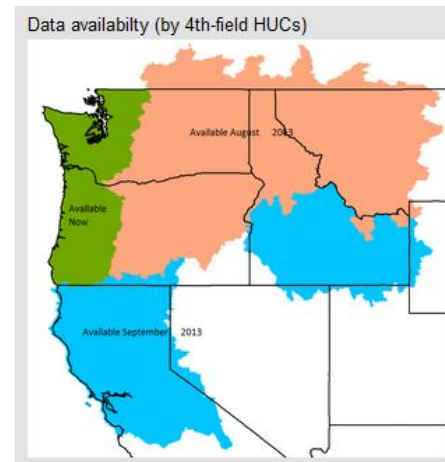 Data availabilty (by 4th-field HUCs)
Available August 2013
Available
Now
Available September 2013